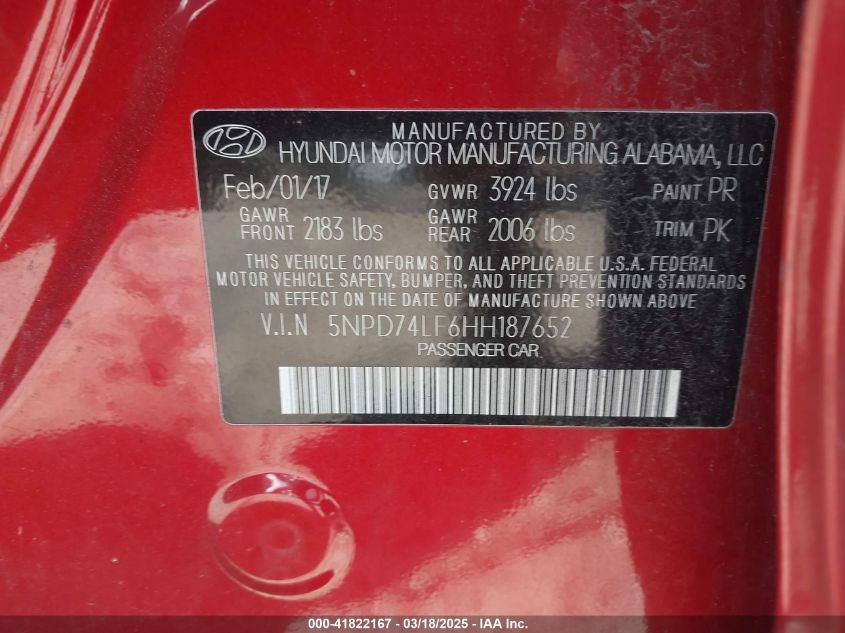 MANUFACTURED BY
HYUNDAI MOTOR MANUFACTURING ALABAMA, LLC
Feb/01/17 GVWR 3924 lbs PAINT PR
GAWR FRONT 2183 lbs GAWR REAR 2006 lbs TRIM PK
THIS VEHICLE CONFORMS TO ALL APPLICABLE U.S.A. FEDERAL
MOTOR VEHICLE SAFETY, BUMPER, AND THEFT PREVENTION STANDARDS
IN EFFECT ON THE DATE OF MANUFACTURE SHOWN ABOVE
V.I.N 5NPD74LF6HH187652
PASSENGER CAR
000-41822167 - 03/18/2025 - IAA Inc.